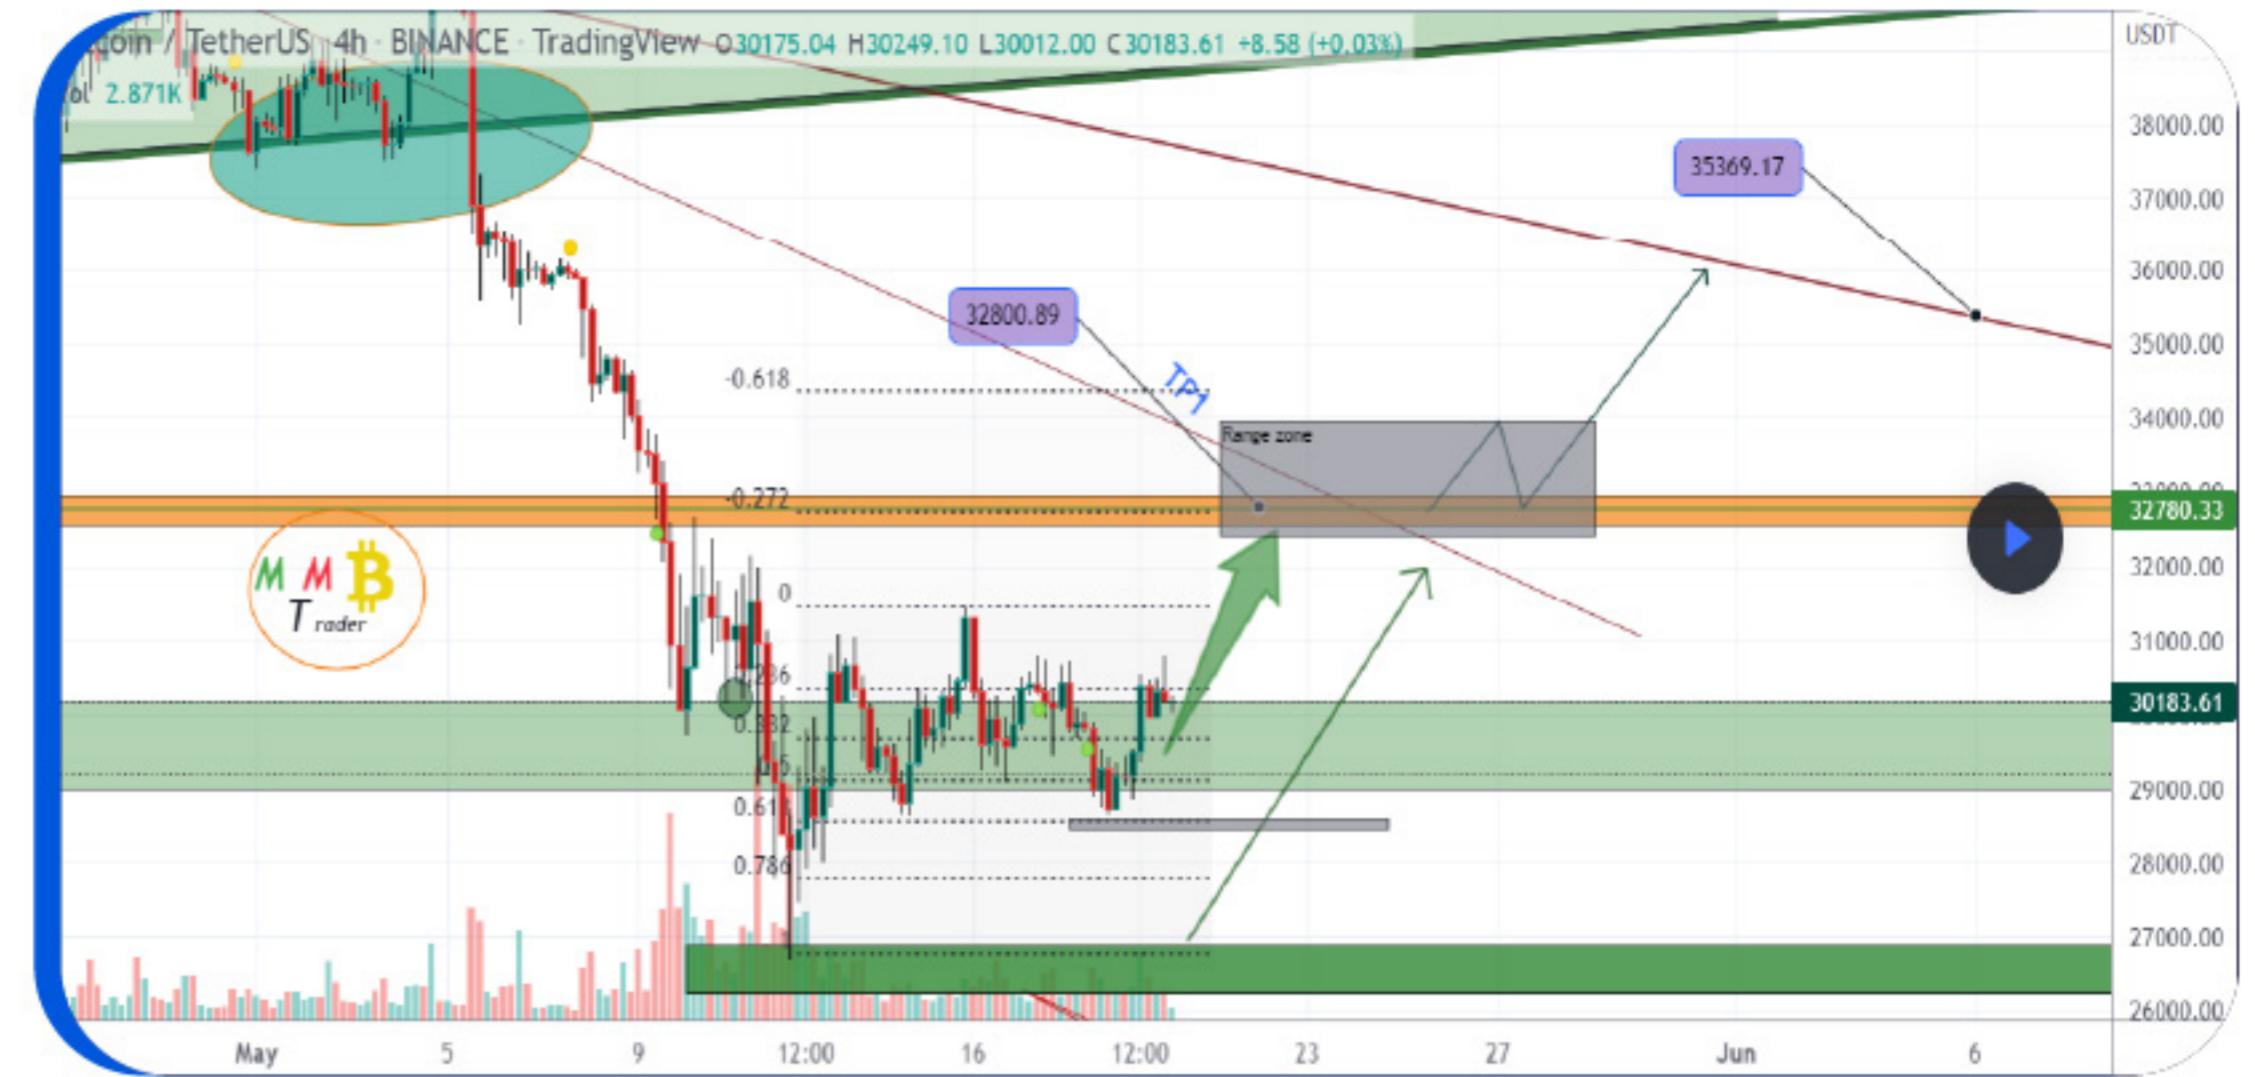 coin / TetherUS 4h · BINANCE · TradingView O30175.04 H30249.10 L30012.00 C30183.61 +8.58 (+0.03%)
ol 2.871K
USDT
38000.00
35369.17
37000.00
36000.00
32800.89
35000.00
-0.618
TP1
34000.00
Range zone
-0.272
32780.33
M M
T rader
32000.00
0
31000.00
30183.61
29000.00
0.786
28000.00
27000.00
26000.00
May 5 9 12:00 16 12:00 23 27 Jun 6